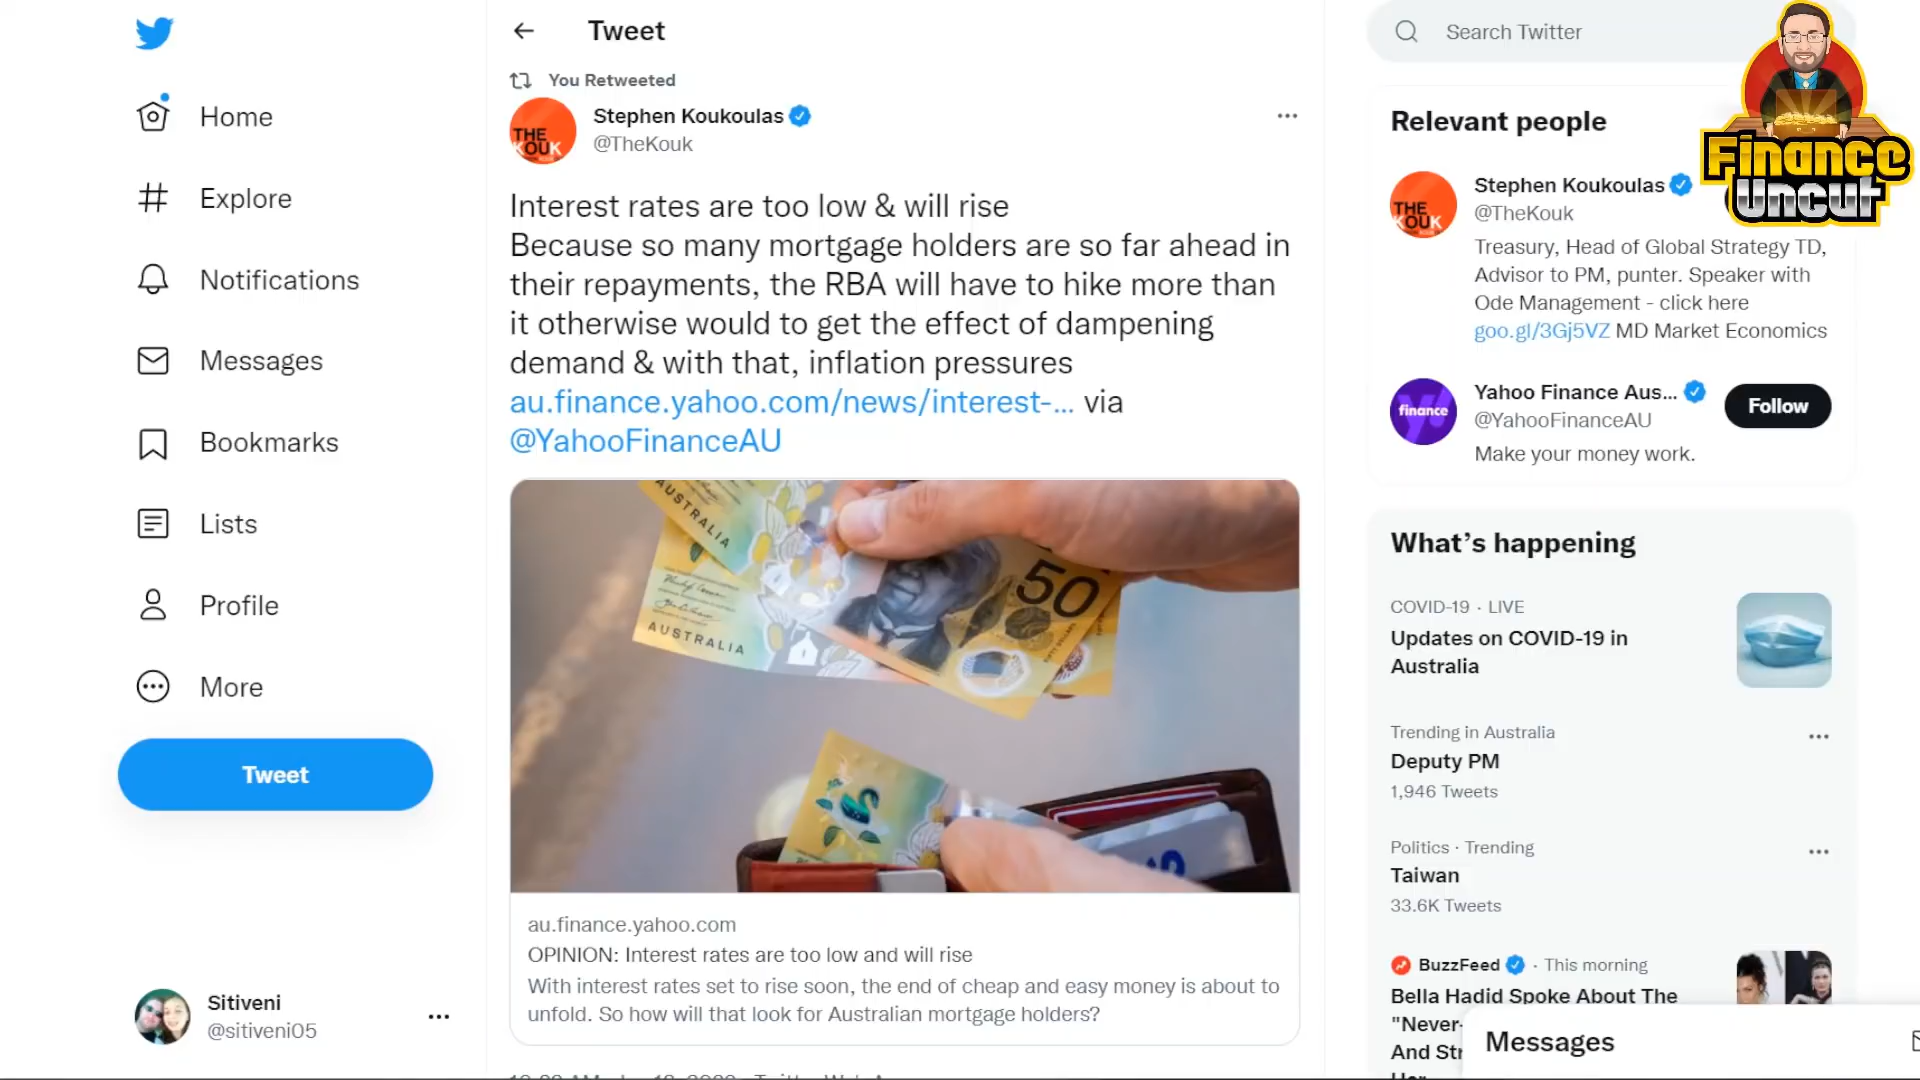 Tweet
Search Twitter
You Retweeted
Home
Explore
Notifications
Messages
Bookmarks
Lists
Profile
More
Tweet
Sitiveni
@sitiveni05
THE
KOUK
Stephen Koukoulas
@TheKouk
Interest rates are too low & will rise
Because so many mortgage holders are so far ahead in
their repayments, the RBA will have to hike more than
it otherwise would to get the effect of dampening
demand & with that, inflation pressures
au.finance.yahoo.com/news/interest-... via
@YahooFinanceAU
AUSTRALIA
AUSTRALIA
50
au.finance.yahoo.com
OPINION: Interest rates are too low and will rise
With interest rates set to rise soon, the end of cheap and easy money is about to
unfold. So how will that look for Australian mortgage holders?
Finance
Uncut
Relevant people
THE
KOUK
Stephen Koukoulas
@TheKouk
Treasury, Head of Global Strategy TD,
Advisor to PM, punter. Speaker with
Ode Management - click here
goo.gl/3Gj5VZ MD Market Economics
finance
Yahoo Finance Aus...
@YahooFinanceAU
Make your money work.
Follow
What's happening
COVID-19 · LIVE
Updates on COVID-19 in
Australia
Trending in Australia
Deputy PM
1,946 Tweets
Politics · Trending
Taiwan
33.6K Tweets
BuzzFeed · This morning
Bella Hadid Spoke About The
"Never-
And
Messages